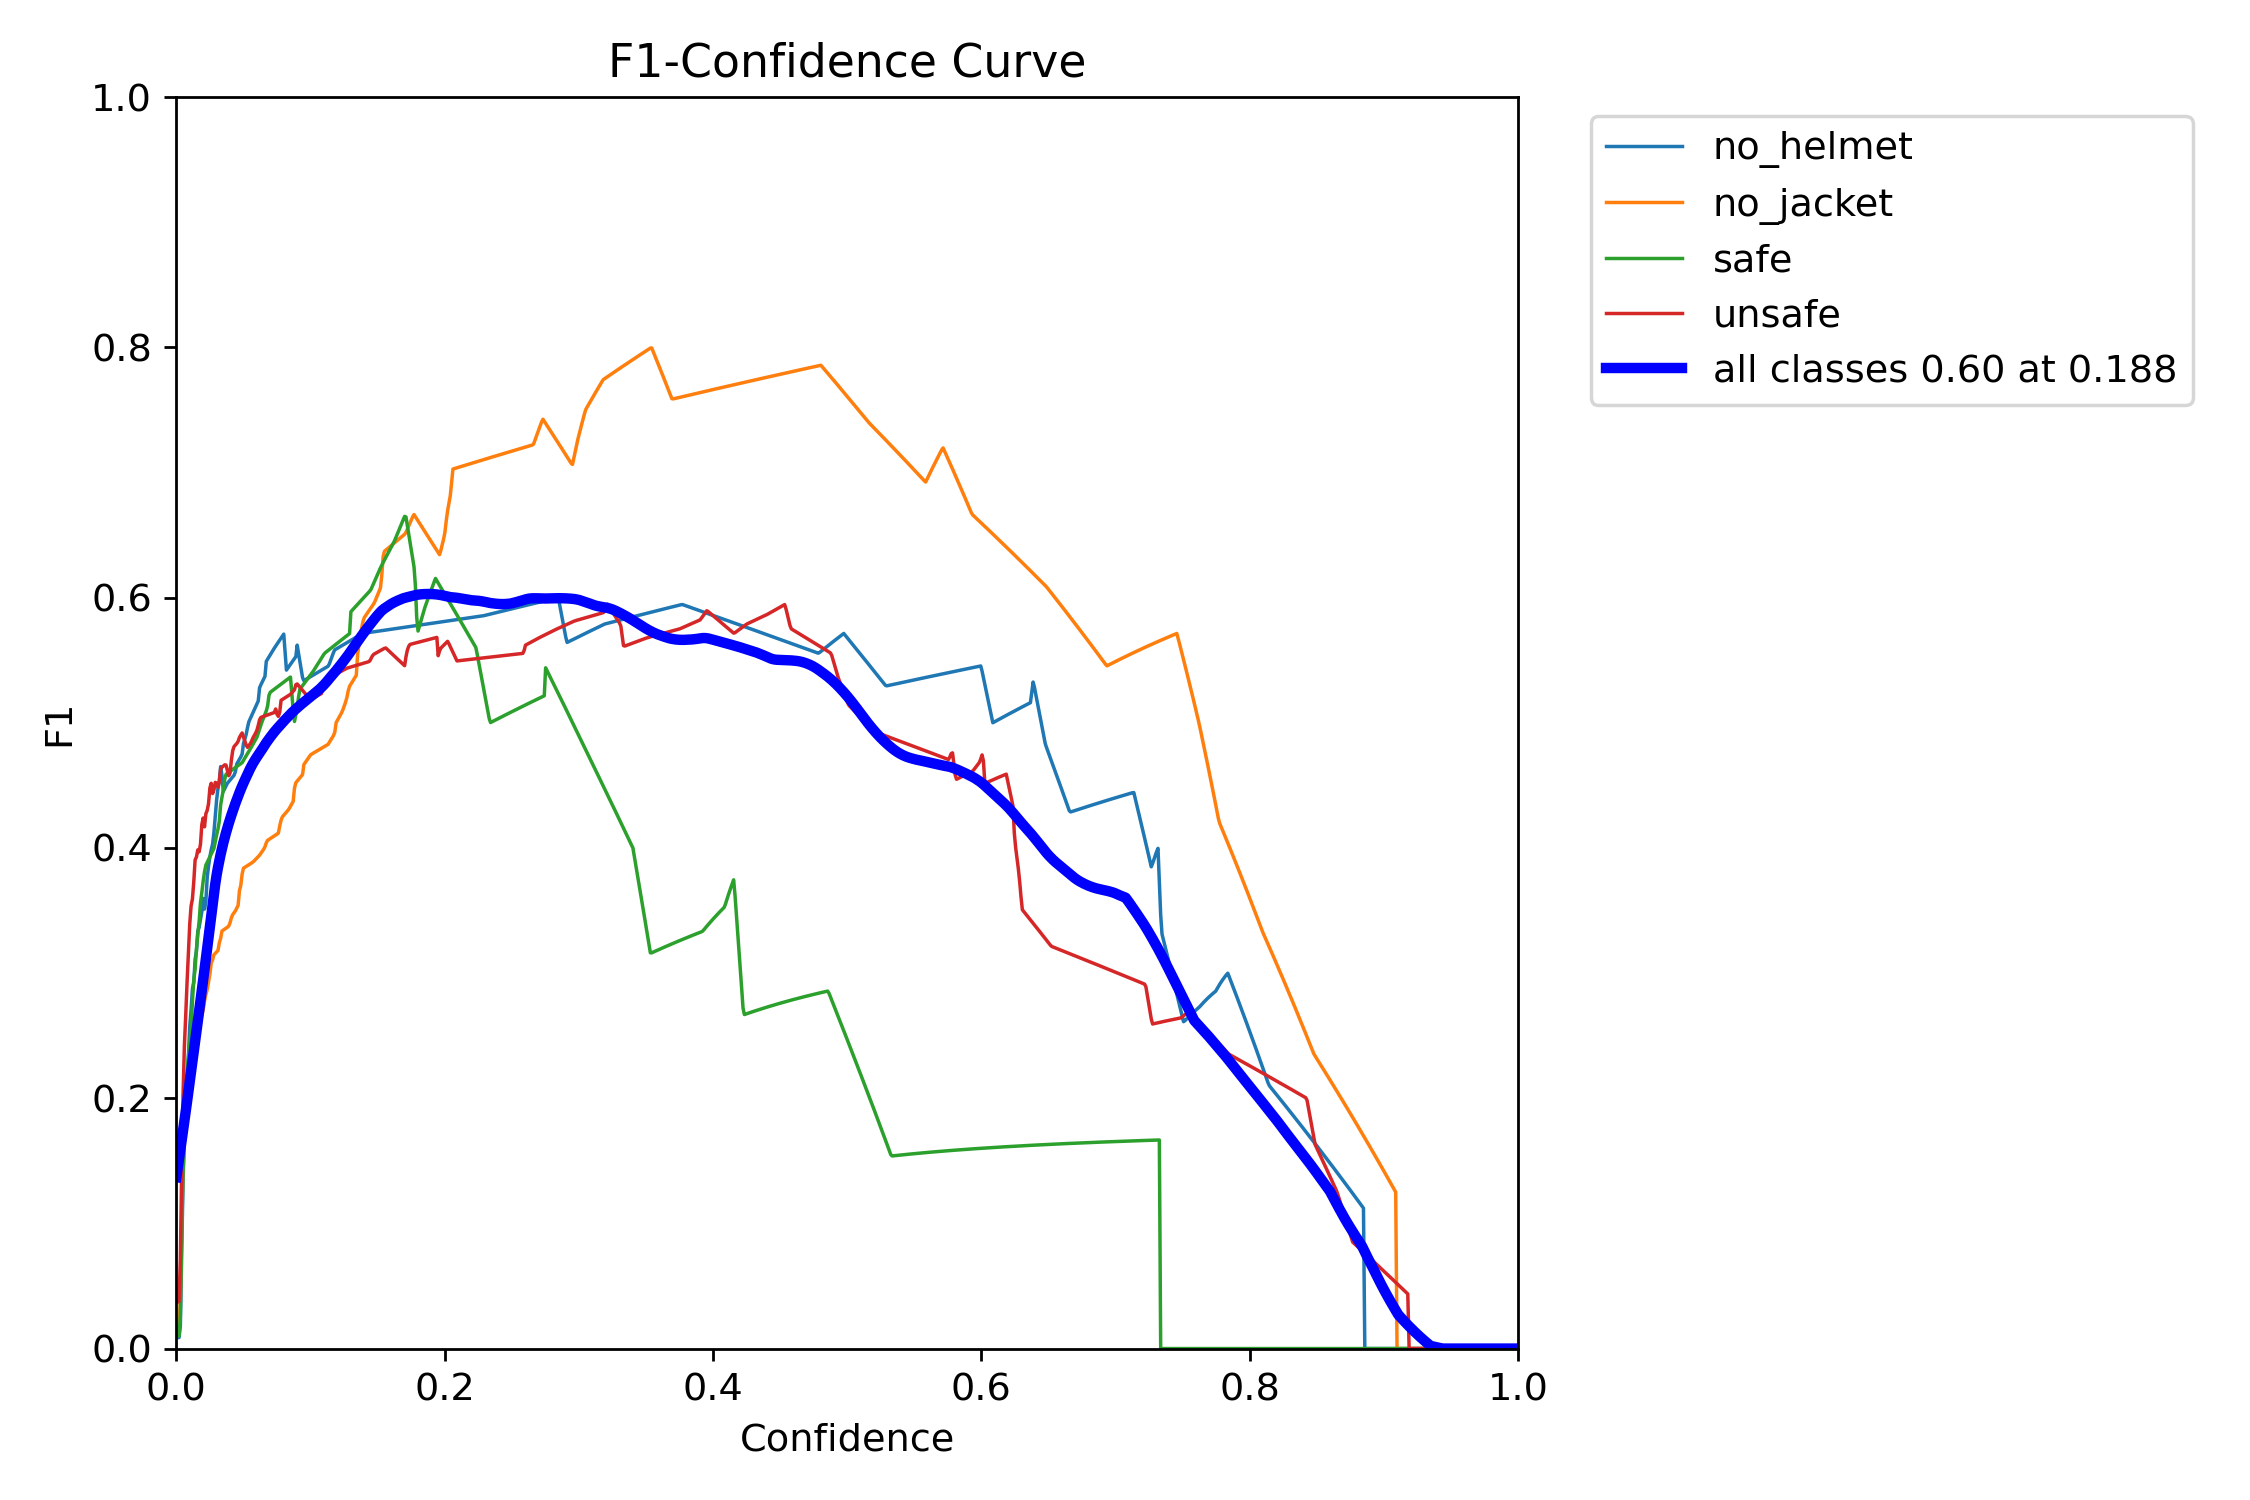 F1-Confidence Curve
1.0
0.8
0.6
0.4
0.2
0.0
F1
0.0 0.2 0.4 0.6 0.8 1.0
Confidence
no_helmet
no_jacket
safe
unsafe
all classes 0.60 at 0.188